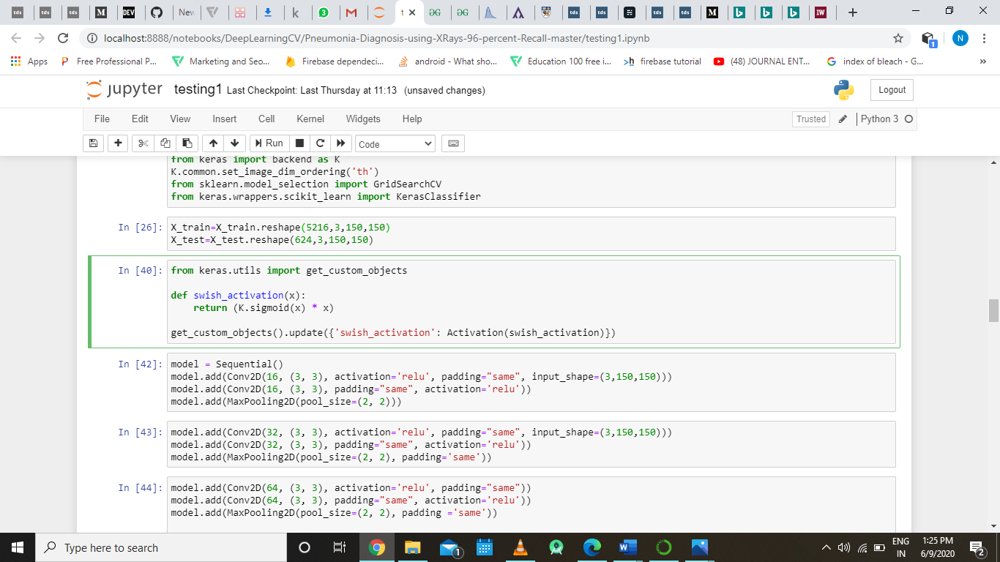 tds
tds
tds
M
DEV
New
k
3
M
t
ƏG
ƏG
tds
tds
tds
tds
M
IW
localhost:8888/notebooks/DeepLearningCV/Pneumonia-Diagnosis-using-XRays-96-percent-Recall-master/testing1.ipynb
1
N
Apps
P Free Professional P...
Marketing and Seo...
Firebase dependeci...
android - What sho...
Education 100 free i...
>h firebase tutorial
(48) JOURNAL ENT...
G index of bleach - G...
»
jupyter testing1 Last Checkpoint: Last Thursday at 11:13 (unsaved changes)
Logout
File Edit View Insert Cell Kernel Widgets Help
Trusted
Python 3
Run
Code
from keras import backend as K
K.common.set_image_dim_ordering('th')
from sklearn.model_selection import GridSearchCV
from keras.wrappers.scikit_learn import KerasClassifier
In [26]: X_train=X_train.reshape(5216,3,150,150)
X_test=X_test.reshape(624,3,150,150)
In [40]: from keras.utils import get_custom_objects
def swish_activation(x):
return (K.sigmoid(x) * x)
get_custom_objects().update({'swish_activation': Activation(swish_activation)})
In [42]: model = Sequential()
model.add(Conv2D(16, (3, 3), activation='relu', padding="same", input_shape=(3,150,150)))
model.add(Conv2D(16, (3, 3), padding="same", activation='relu'))
model.add(MaxPooling2D(pool_size=(2, 2)))
In [43]: model.add(Conv2D(32, (3, 3), activation='relu', padding="same", input_shape=(3,150,150)))
model.add(Conv2D(32, (3, 3), padding="same", activation='relu'))
model.add(MaxPooling2D(pool_size=(2, 2), padding='same'))
In [44]: model.add(Conv2D(64, (3, 3), activation='relu', padding="same"))
model.add(Conv2D(64, (3, 3), padding="same", activation='relu'))
model.add(MaxPooling2D(pool_size=(2, 2), padding ='same'))
Type here to search
1
W
ENG
IN
1:25 PM
6/9/2020
2